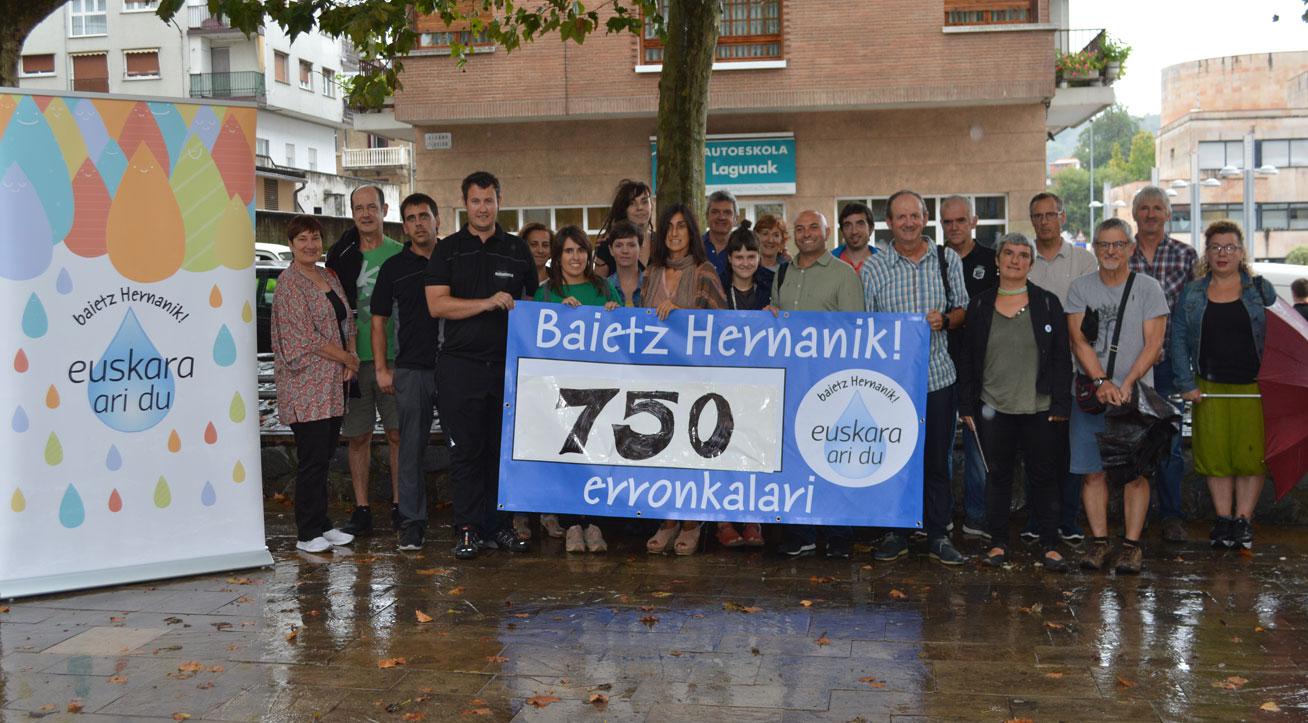 baietz Hernanik!
euskara
ari du
AUTOESKOLA
Lagunak
Baietz Hernanik!
750
erronkalari
baietz Hernanik!
euskara
ari du